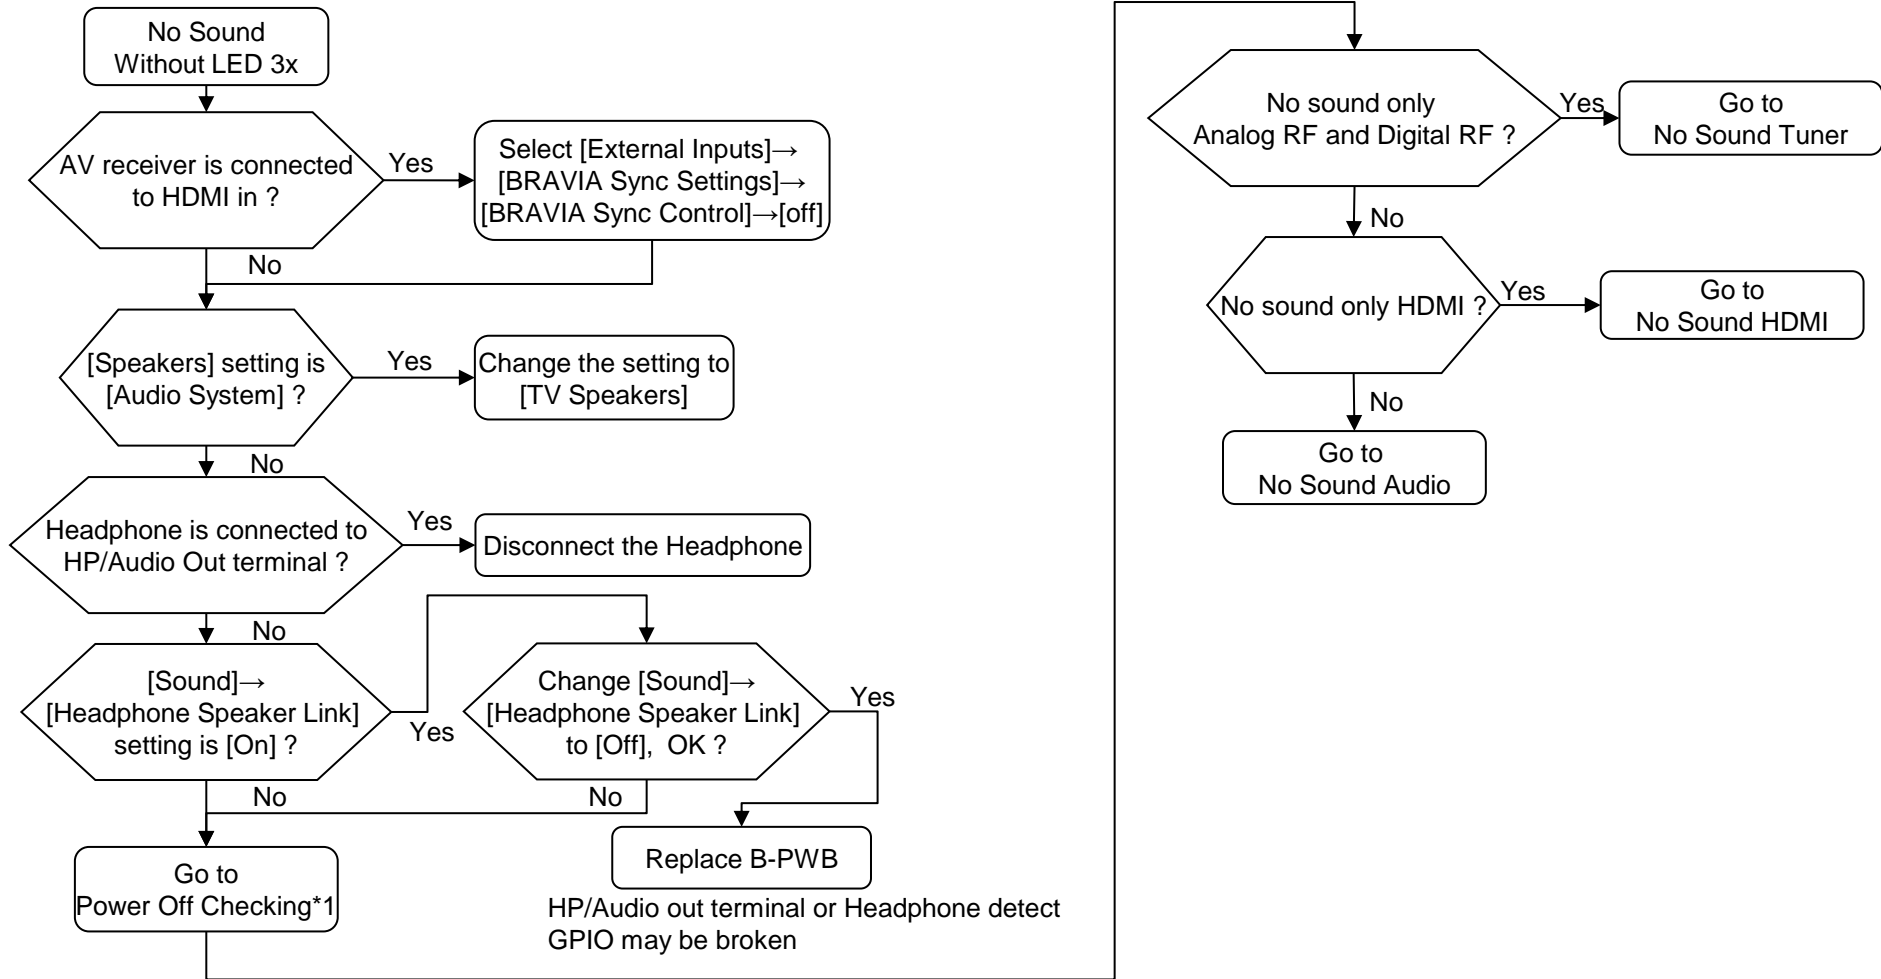 No Sound
Without LED 3x
AV receiver is connected
to HDMI in ?
Yes
Select [External Inputs]→
[BRAVIA Sync Settings]→
[BRAVIA Sync Control]→[off]
No
[Speakers] setting is
[Audio System] ?
Yes
Change the setting to
[TV Speakers]
No
Headphone is connected to
HP/Audio Out terminal ?
Yes
Disconnect the Headphone
No
[Sound]→
[Headphone Speaker Link]
setting is [On] ?
Yes
Change [Sound]→
[Headphone Speaker Link]
to [Off], OK ?
Yes
No
No
Replace B-PWB
HP/Audio out terminal or Headphone detect
GPIO may be broken
Go to
Power Off Checking*1
No sound only
Analog RF and Digital RF ?
Yes
Go to
No Sound Tuner
No
No sound only HDMI ?
Yes
Go to
No Sound HDMI
No
Go to
No Sound Audio